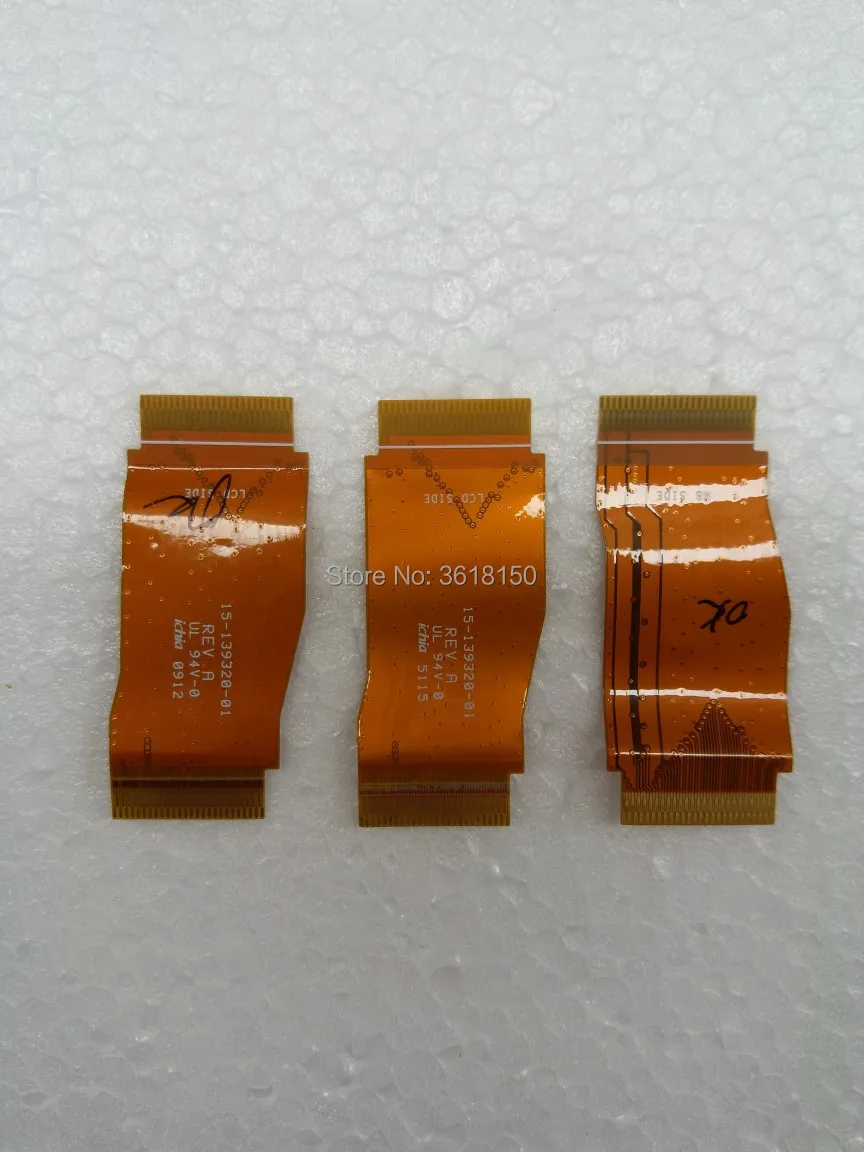 LCD SIDE
OK
15-139320-01
REV.A
UL 94V-0
ichia 0912
LCD SIDE
15-139320-01
REV.A
UL 94V-0
ichia 5115
MB SIDE
OK
Store No: 3618150